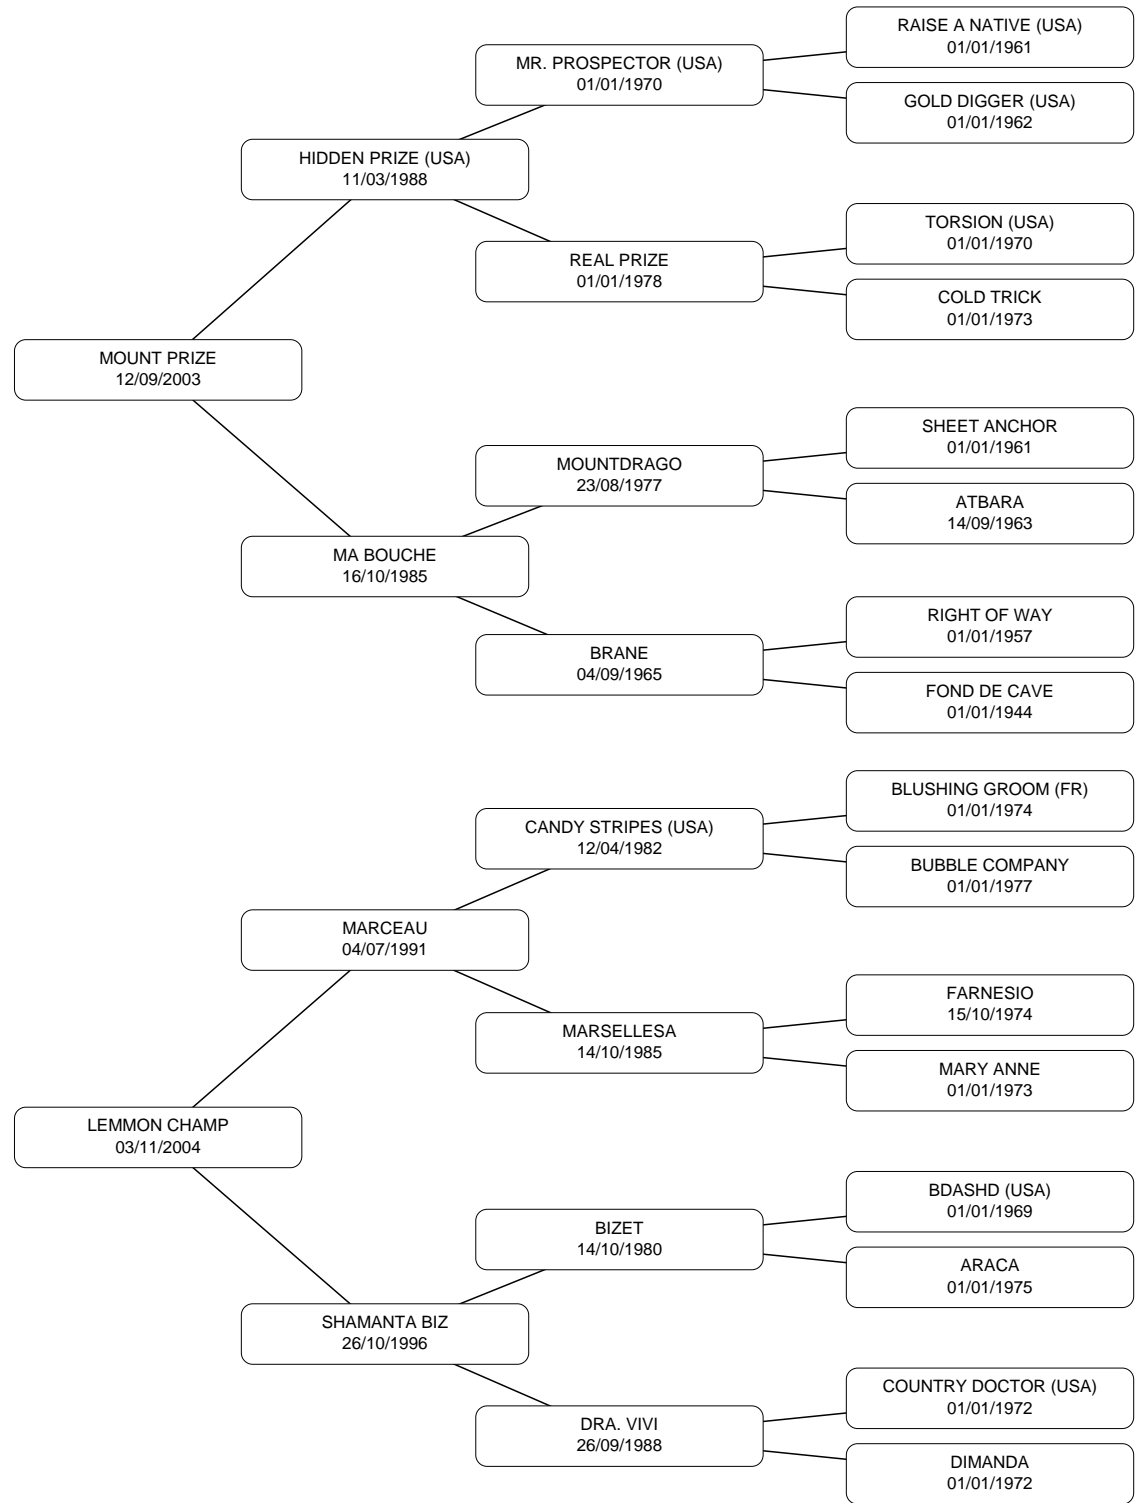 RAISE A NATIVE (USA)
01/01/1961
MR. PROSPECTOR (USA)
01/01/1970
GOLD DIGGER (USA)
01/01/1962
HIDDEN PRIZE (USA)
11/03/1988
TORSION (USA)
01/01/1970
REAL PRIZE
01/01/1978
COLD TRICK
01/01/1973
MOUNT PRIZE
12/09/2003
SHEET ANCHOR
01/01/1961
MOUNTDRAGO
23/08/1977
ATBARA
14/09/1963
MA BOUCHE
16/10/1985
RIGHT OF WAY
01/01/1957
BRANE
04/09/1965
FOND DE CAVE
01/01/1944
BLUSHING GROOM (FR)
01/01/1974
CANDY STRIPES (USA)
12/04/1982
BUBBLE COMPANY
01/01/1977
MARCEAU
04/07/1991
FARNESIO
15/10/1974
MARSELLESA
14/10/1985
MARY ANNE
01/01/1973
LEMMON CHAMP
03/11/2004
BDASHD (USA)
01/01/1969
BIZET
14/10/1980
ARACA
01/01/1975
SHAMANTA BIZ
26/10/1996
COUNTRY DOCTOR (USA)
01/01/1972
DRA. VIVI
26/09/1988
DIMANDA
01/01/1972